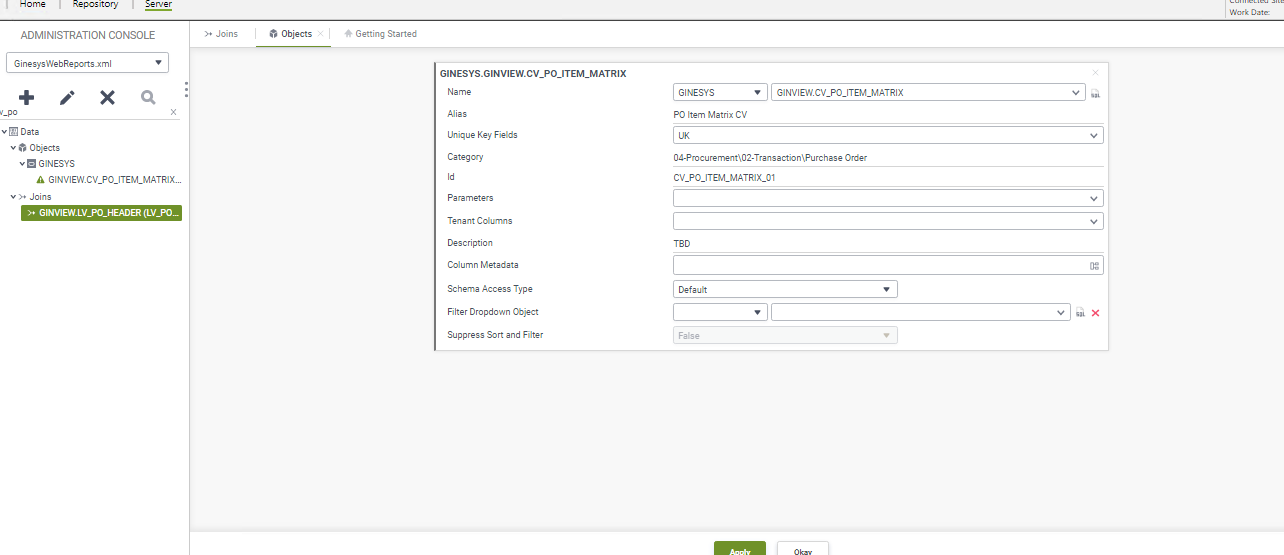 Home Repository Server
Connected Site
Work Date:
ADMINISTRATION CONSOLE
Joins Objects Getting Started
GinesysWebReports.xml
v_po
Data
Objects
GINESYS
GINVIEW.CV_PO_ITEM_MATRIX...
Joins
GINVIEW.LV_PO_HEADER (LV_PO...
GINESYS.GINVIEW.CV_PO_ITEM_MATRIX
Name GINESYS GINVIEW.CV_PO_ITEM_MATRIX SQL
Alias PO Item Matrix CV
Unique Key Fields UK
Category 04-Procurement\02-Transaction\Purchase Order
Id CV_PO_ITEM_MATRIX_01
Parameters
Tenant Columns
Description TBD
Column Metadata
Schema Access Type Default
Filter Dropdown Object SQL
Suppress Sort and Filter False
Apply Okay